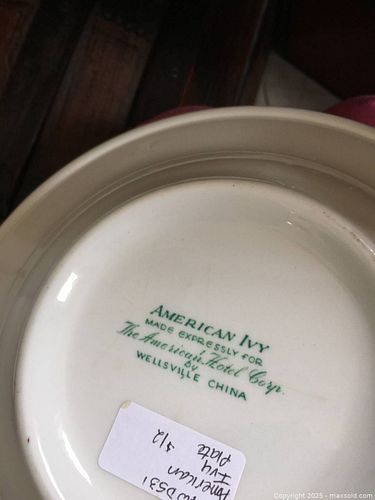 AMERICAN IVY
MADE EXPRESSLY FOR
The American Hotel Corp.
by
WELLSVILLE CHINA
American
Ivy
Plate
$12
Copyright © 2025 - maxsold.com